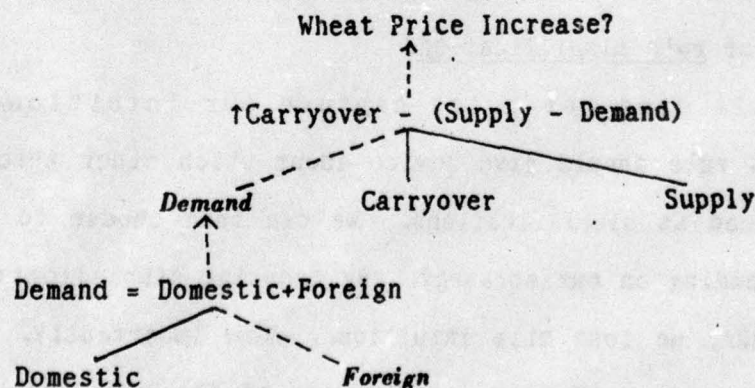 Wheat Price Increase?
↑Carryover - (Supply - Demand)
Demand Carryover Supply
Demand = Domestic+Foreign
Domestic Foreign